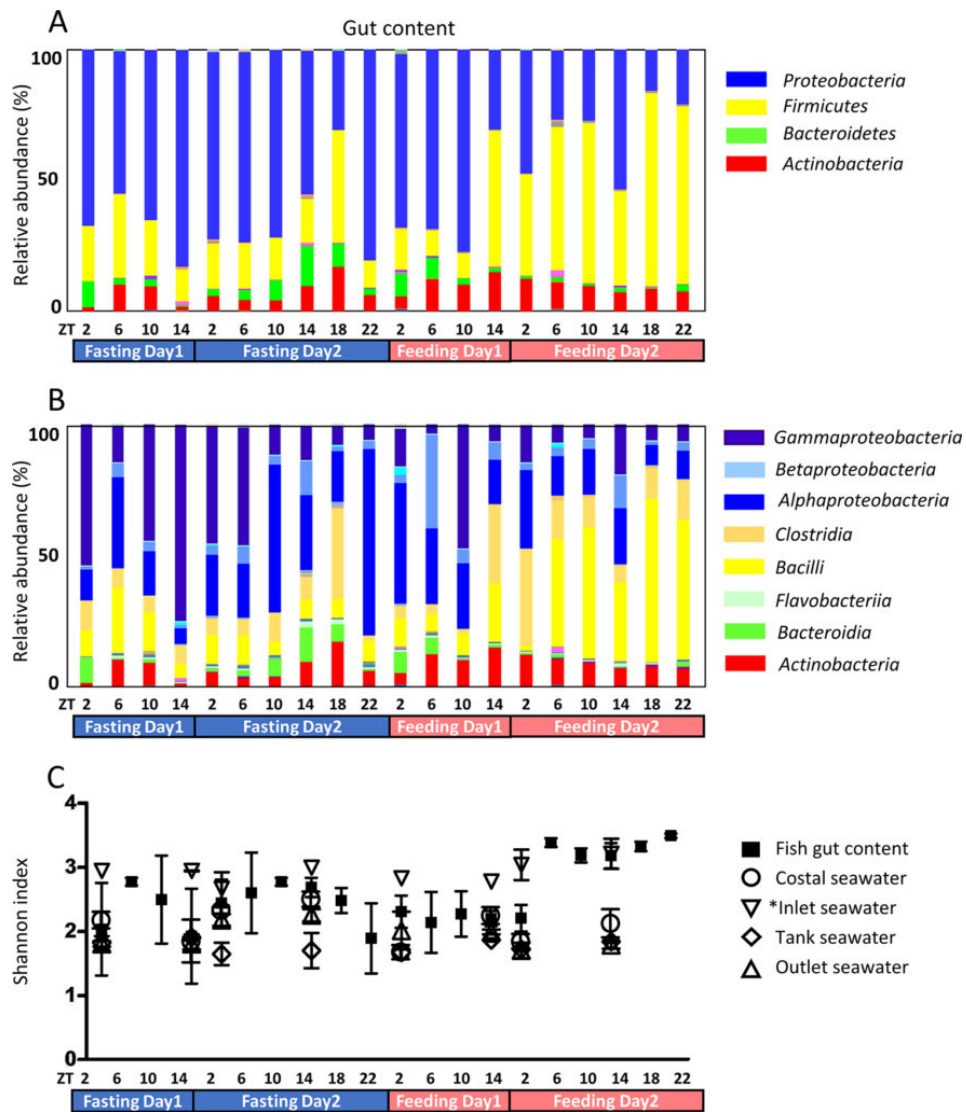 A
Gut content
Relative abundance (%)
100
50
0
Proteobacteria
Firmicutes
Bacteroidetes
Actinobacteria
ZT 2 6 10 14 2 6 10 14 18 22 2 6 10 14 2 6 10 14 18 22
Fasting Day1 Fasting Day2 Feeding Day1 Feeding Day2
B
Relative abundance (%)
100
50
0
Gammaproteobacteria
Betaproteobacteria
Alphaproteobacteria
Clostridia
Bacilli
Flavobacteriia
Bacteroidia
Actinobacteria
ZT 2 6 10 14 2 6 10 14 18 22 2 6 10 14 2 6 10 14 18 22
Fasting Day1 Fasting Day2 Feeding Day1 Feeding Day2
C
Shannon index
4
3
2
1
0
Fish gut content
Costal seawater
*Inlet seawater
Tank seawater
Outlet seawater
ZT 2 6 10 14 2 6 10 14 18 22 2 6 10 14 2 6 10 14 18 22
Fasting Day1 Fasting Day2 Feeding Day1 Feeding Day2